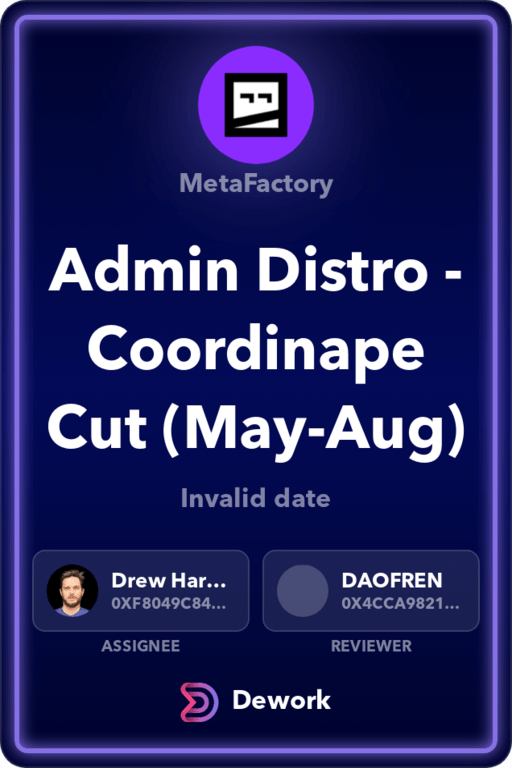 MetaFactory
Admin Distro -
Coordinape
Cut (May-Aug)
Invalid date
Drew Har...
0XF8049C84...
ASSIGNEE
DAOFREN
0X4CCA9821...
REVIEWER
Dework